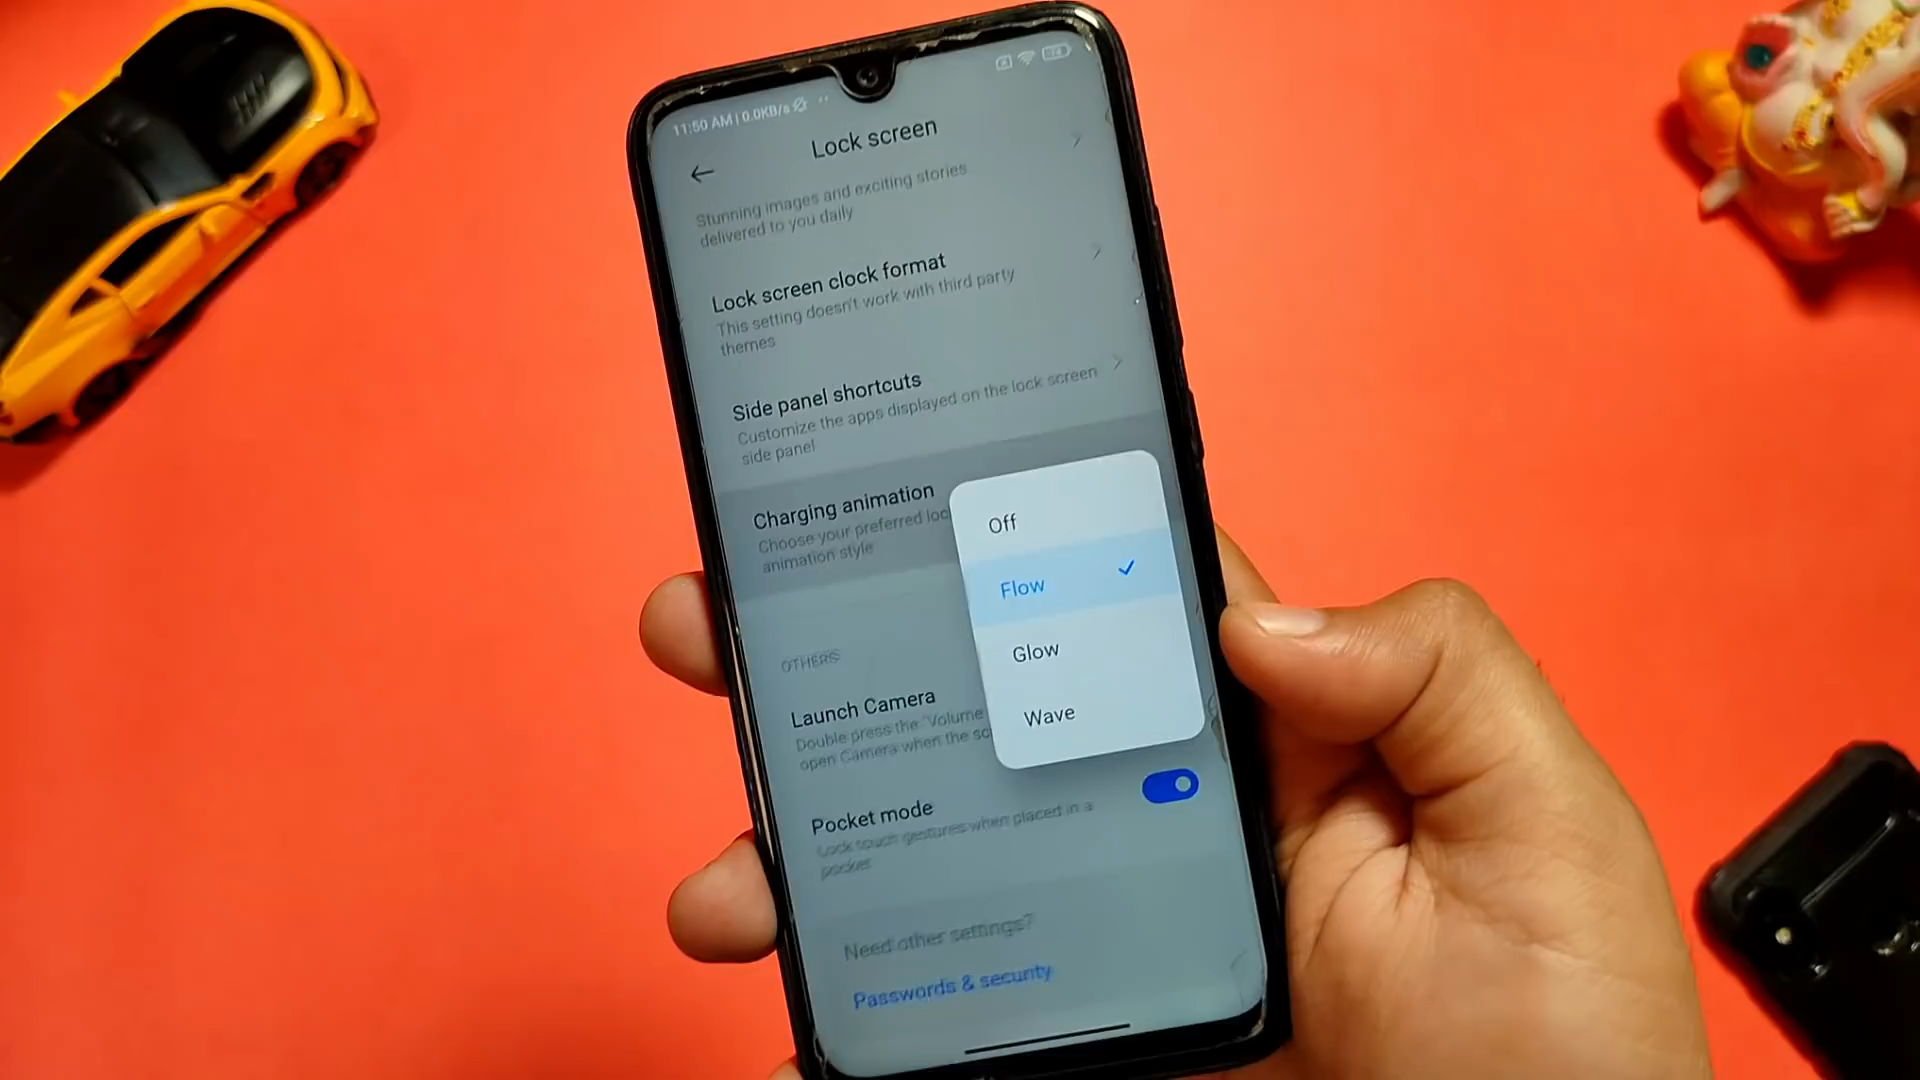 11:50 AM | 0.0KB/s
Lock screen
Stunning images and exciting stories
delivered to you daily
Lock screen clock format
This setting doesn't work with third party
themes
Side panel shortcuts
Customize the apps displayed on the lock screen
side panel
Charging animation
Choose your preferred loc
animation style
Off
Flow
Glow
Wave
OTHERS
Launch Camera
Double press the "Volume
open Camera when the sc
Pocket mode
Lock touch gestures when placed in a
pocket
Need other settings?
Passwords & security